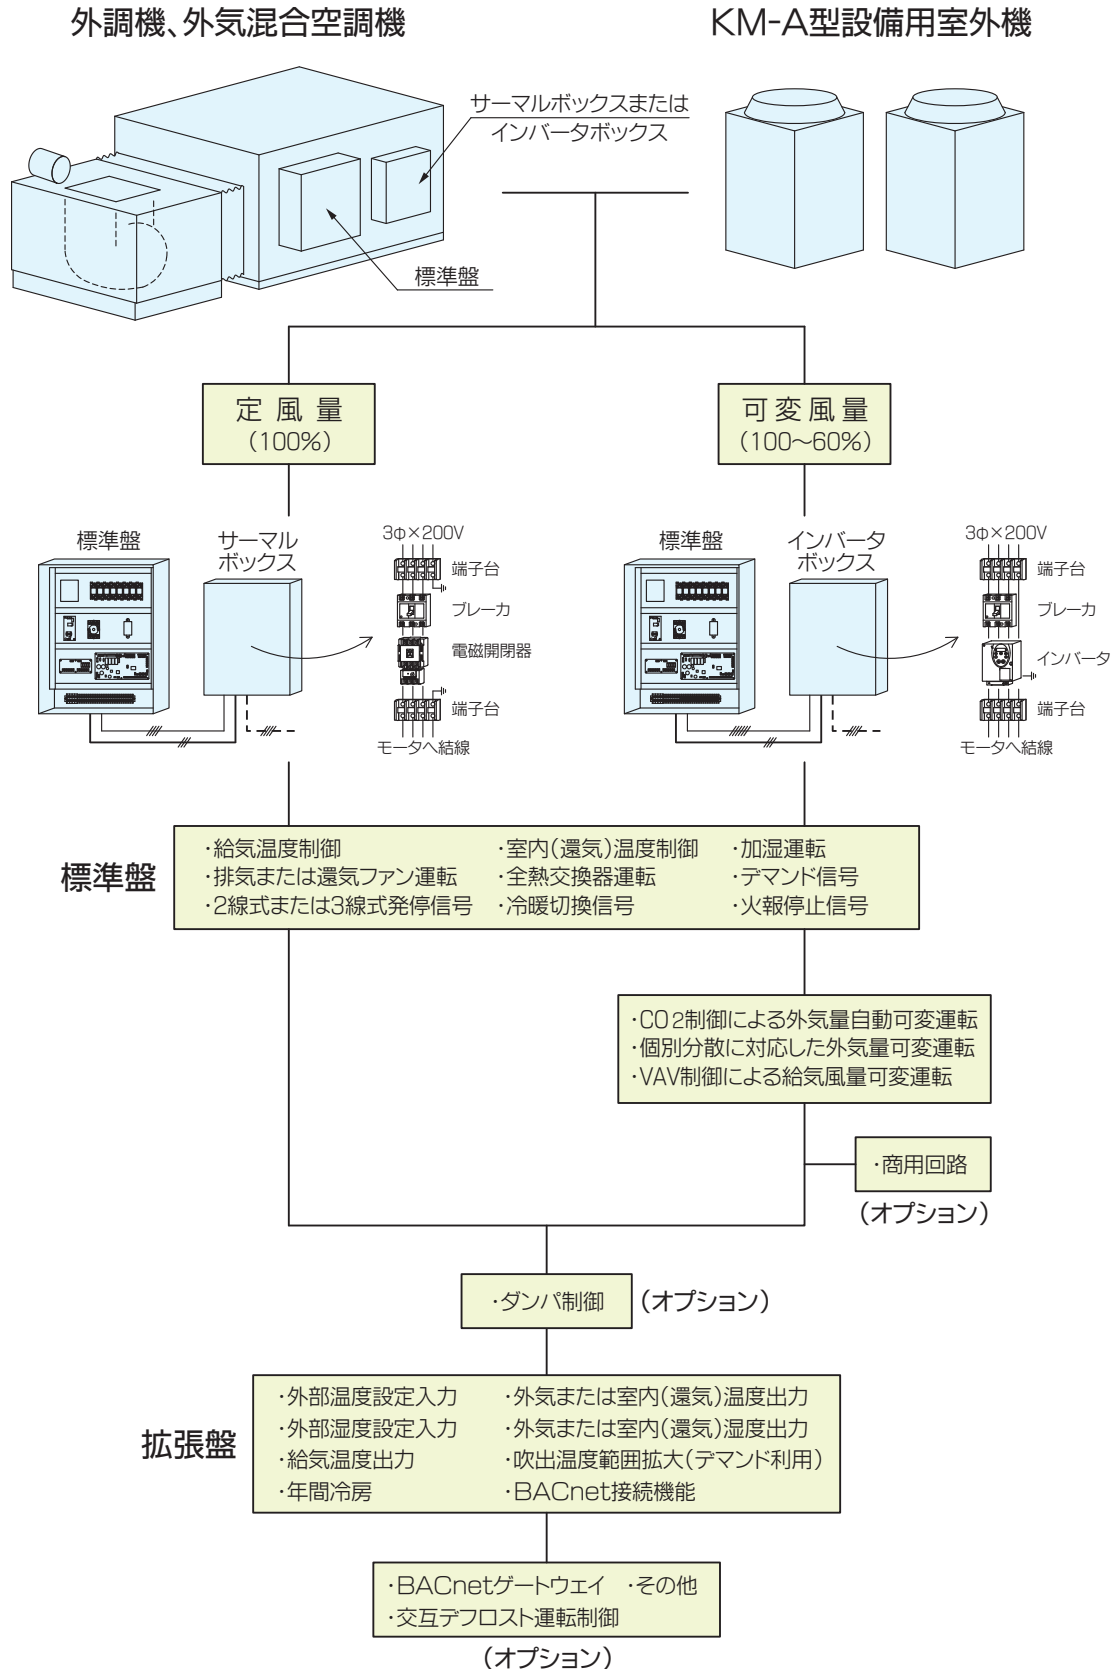 外調機、外気混合空調機
KM-A型設備用室外機
サーマルボックスまたは
インバータボックス
標準盤
定風量
(100%)
可変風量
(100~60%)
標準盤
サーマル
ボックス
3Φ×200V
端子台
ブレーカ
電磁開閉器
端子台
モータへ結線
標準盤
インバータ
ボックス
3Φ×200V
端子台
ブレーカ
インバータ
端子台
モータへ結線
標準盤
・給気温度制御 ・室内(還気)温度制御 ・加湿運転
・排気または還気ファン運転 ・全熱交換器運転 ・デマンド信号
・2線式または3線式発停信号 ・冷暖切換信号 ・火報停止信号
・CO2制御による外気量自動可変運転
・個別分散に対応した外気量可変運転
・VAV制御による給気風量可変運転
・商用回路
(オプション)
・ダンパ制御 (オプション)
拡張盤
・外部温度設定入力 ・外気または室内(還気)温度出力
・外部湿度設定入力 ・外気または室内(還気)湿度出力
・給気温度出力 ・吹出温度範囲拡大(デマンド利用)
・年間冷房 ・BACnet接続機能
・BACnetゲートウェイ ・その他
・交互デフロスト運転制御
(オプション)